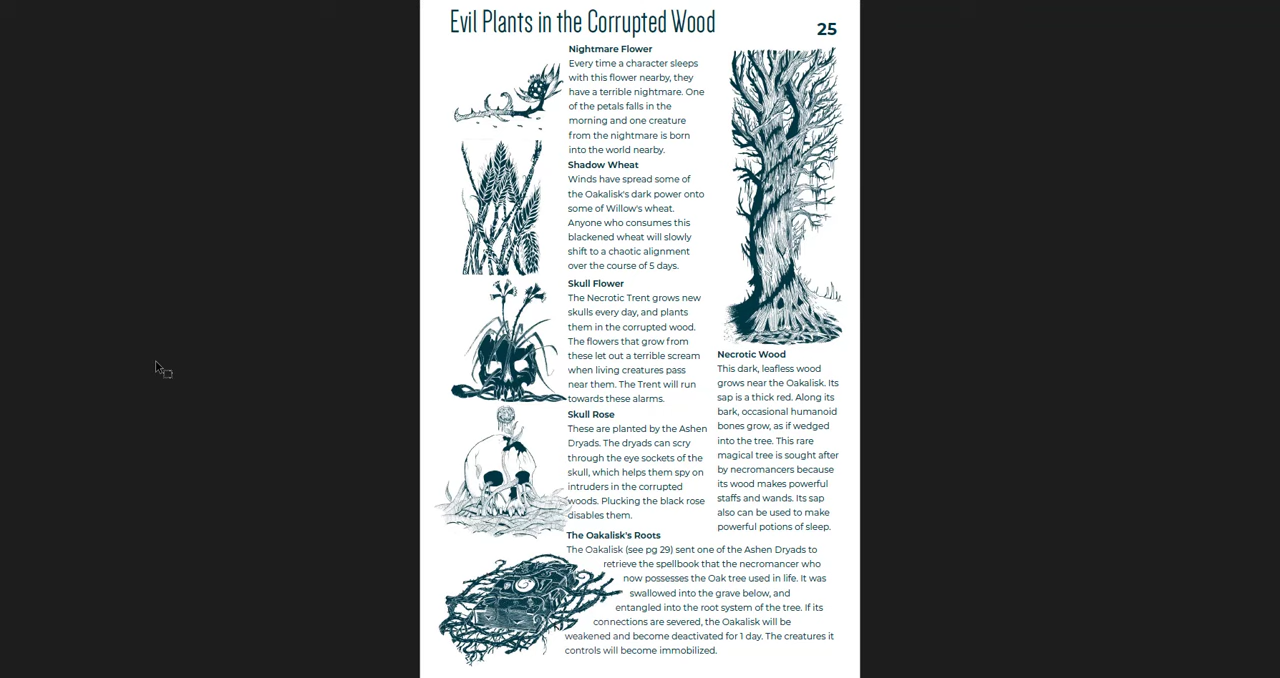 Evil Plants in the Corrupted Wood
25
Nightmare Flower
Every time a character sleeps
with this flower nearby, they
have a terrible nightmare. One
of the petals falls in the
morning and one creature
from the nightmare is born
into the world nearby.
Shadow Wheat
Winds have spread some of
the Oakalisk's dark power onto
some of Willow's wheat.
Anyone who consumes this
blackened wheat will slowly
shift to a chaotic alignment
over the course of 5 days.
Skull Flower
The Necrotic Trent grows new
skulls every day, and plants
them in the corrupted wood.
The flowers that grow from
these let out a terrible scream
when living creatures pass
near them. The Trent will run
towards these alarms.
Skull Rose
These are planted by the Ashen
Dryads. The dryads can scry
through the eye sockets of the
skull, which helps them spy on
intruders in the corrupted
woods. Plucking the black rose
disables them.
Necrotic Wood
This dark, leafless wood
grows near the Oakalisk. Its
sap is a thick red. Along its
bark, occasional humanoid
bones grow, as if wedged
into the tree. This rare
magical tree is sought after
by necromancers because
its wood makes powerful
staffs and wands. Its sap
also can be used to make
powerful potions of sleep.
The Oakalisk's Roots
The Oakalisk (see pg 29) sent one of the Ashen Dryads to
retrieve the spellbook that the necromancer who
now possesses the Oak tree used in life. It was
swallowed into the grave below, and
entangled into the root system of the tree. If its
connections are severed, the Oakalisk will be
weakened and become deactivated for 1 day. The creatures it
controls will become immobilized.